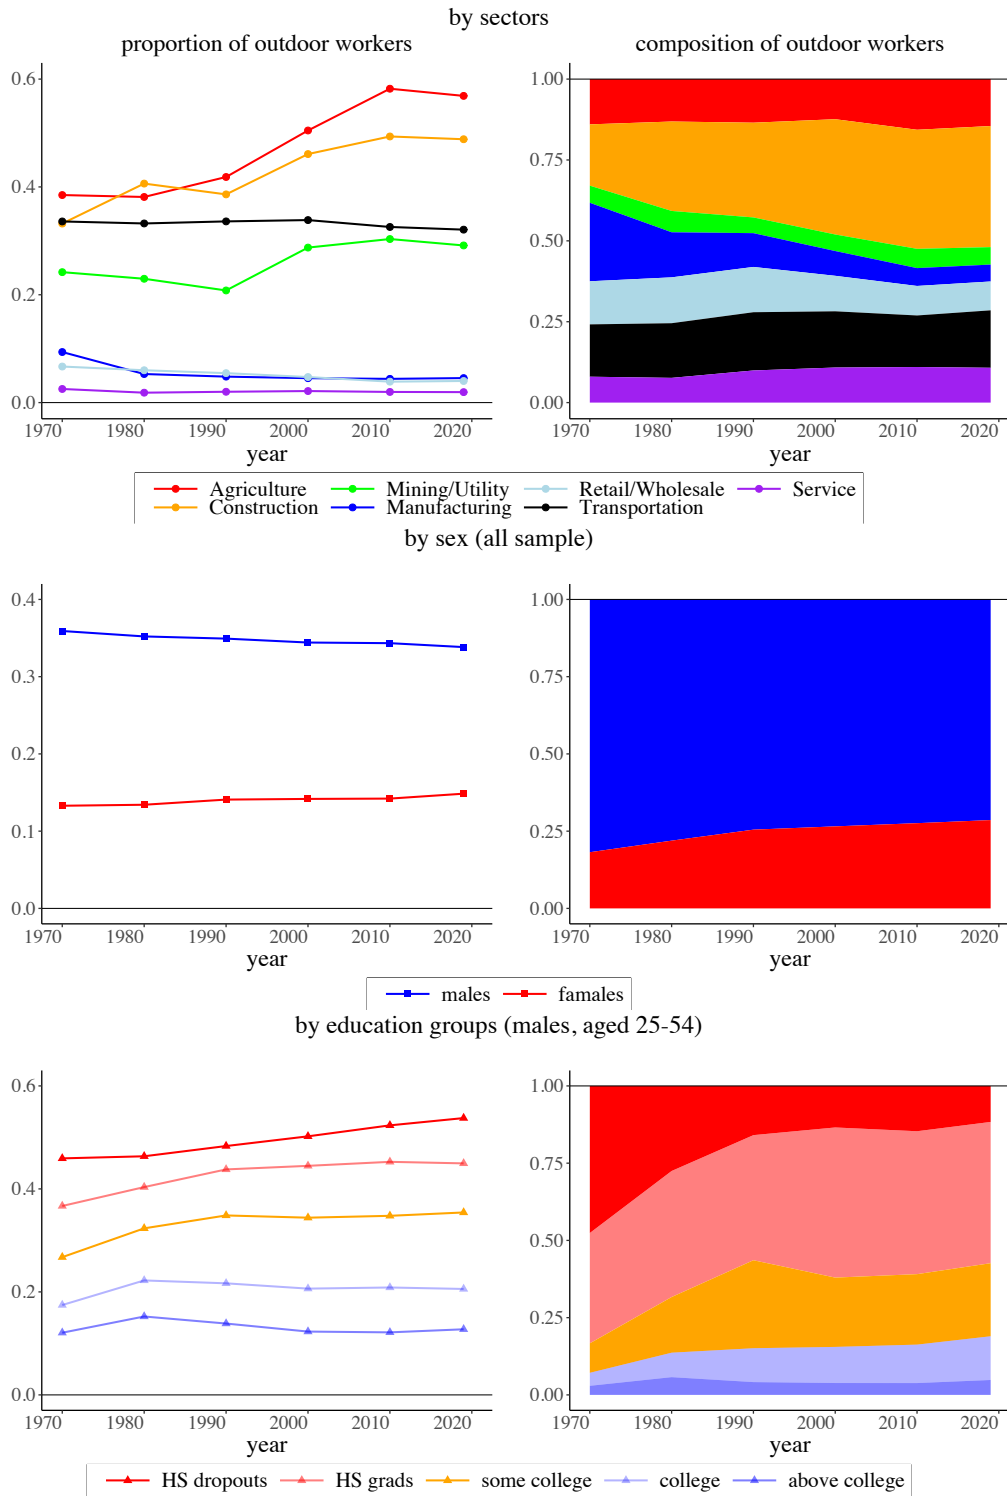 by sectors
proportion of outdoor workers
composition of outdoor workers
0.6
0.4
0.2
0.0
1970 1980 1990 2000 2010 2020
year
1.00
0.75
0.50
0.25
0.00
1970 1980 1990 2000 2010 2020
year
Agriculture Mining/Utility Retail/Wholesale Service
Construction Manufacturing Transportation
by sex (all sample)
0.4
0.3
0.2
0.1
0.0
1970 1980 1990 2000 2010 2020
year
1.00
0.75
0.50
0.25
0.00
1970 1980 1990 2000 2010 2020
year
males famales
by education groups (males, aged 25-54)
0.6
0.4
0.2
0.0
1970 1980 1990 2000 2010 2020
year
1.00
0.75
0.50
0.25
0.00
1970 1980 1990 2000 2010 2020
year
HS dropouts HS grads some college college above college